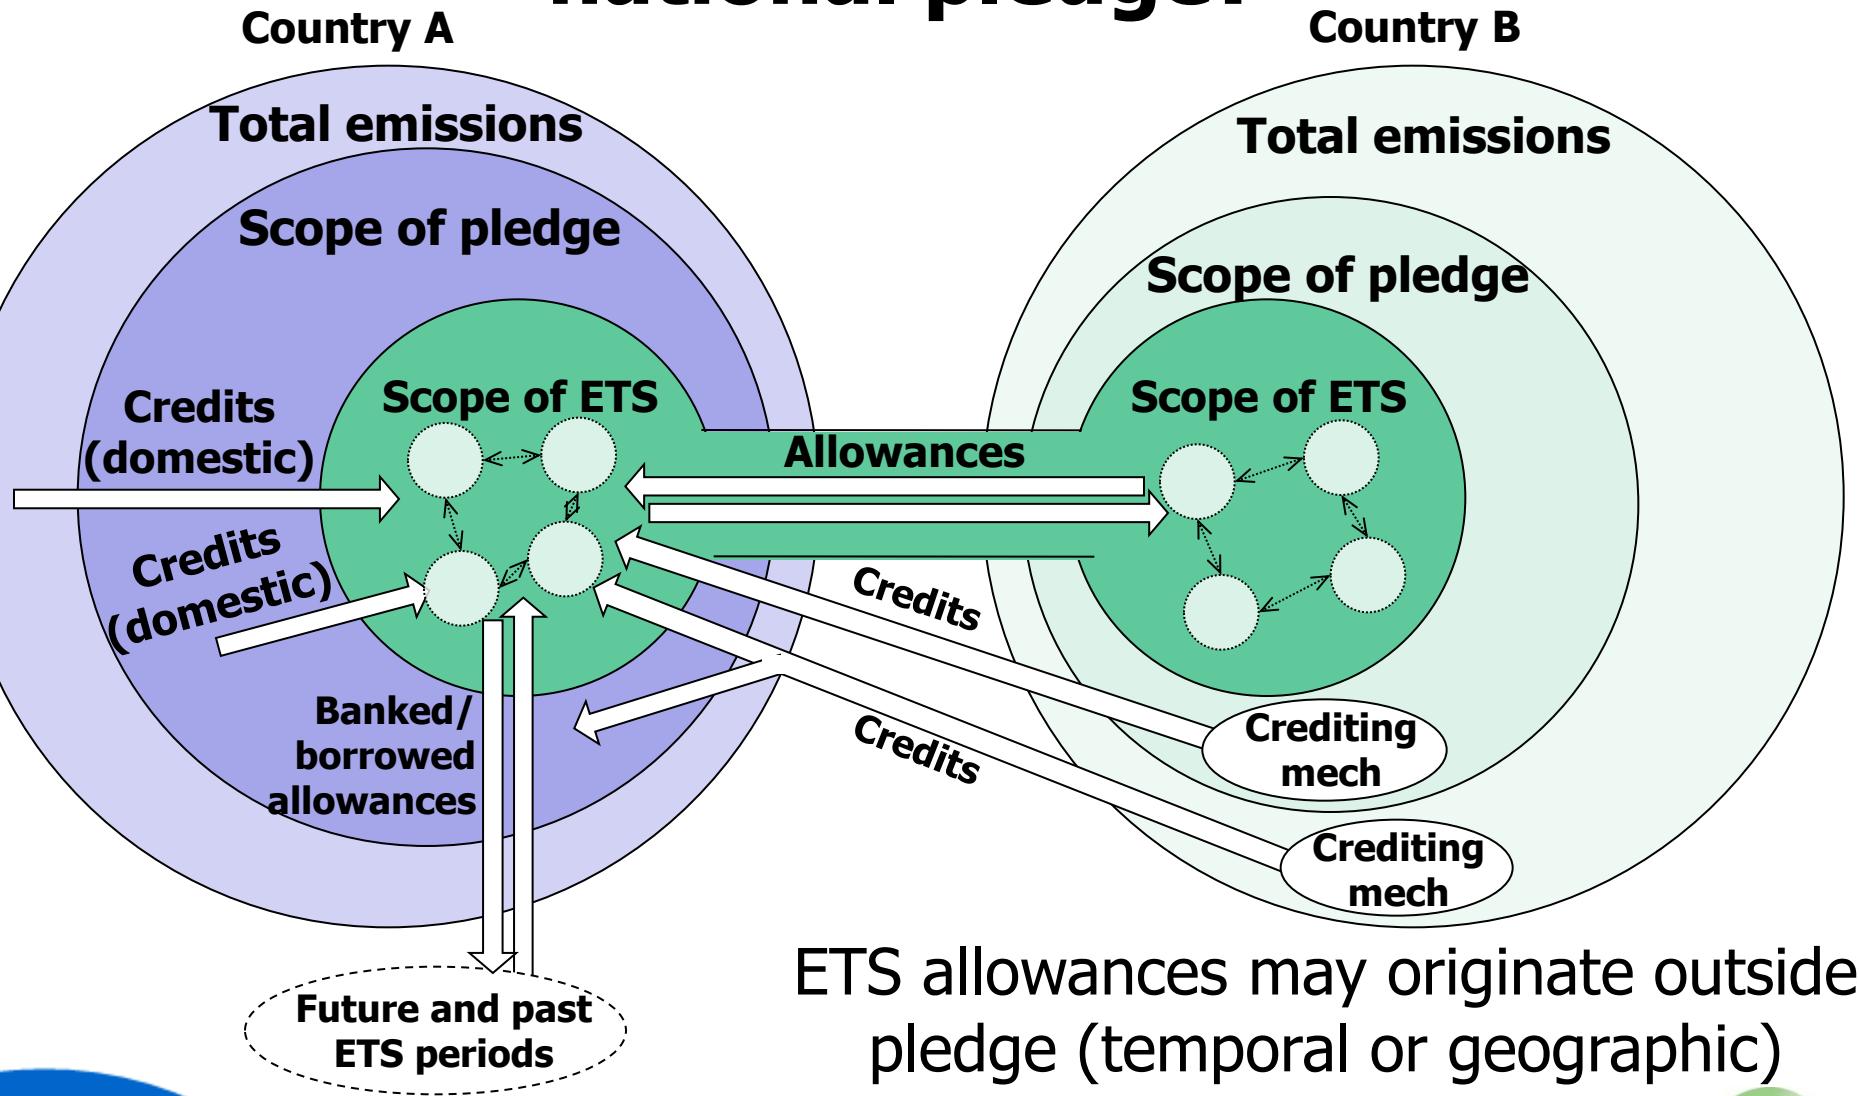 national pledge?
Country A
Country B
Total emissions
Total emissions
Scope of pledge
Scope of pledge
Scope of ETS
Scope of ETS
Credits
(domestic)
Allowances
Credits
(domestic)
Credits
Banked/
borrowed
allowances
Credits
Crediting
mech
Crediting
mech
Future and past
ETS periods
ETS allowances may originate outside
pledge (temporal or geographic)